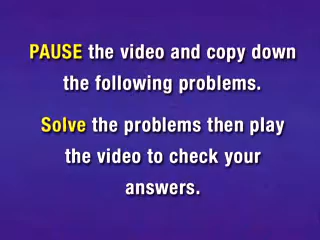 PAUSE the video and copy down
the following problems.
Solve the problems then play
the video to check your
answers.